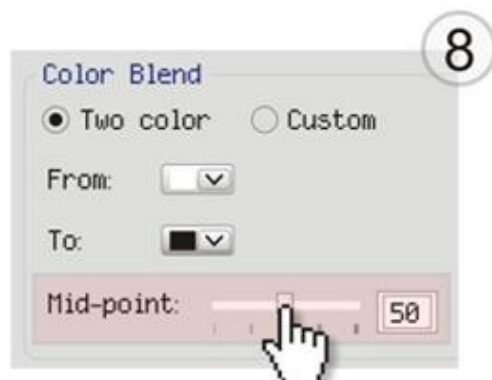 8
Color Blend
Two color Custom
From:
To:
Mid-point: 50